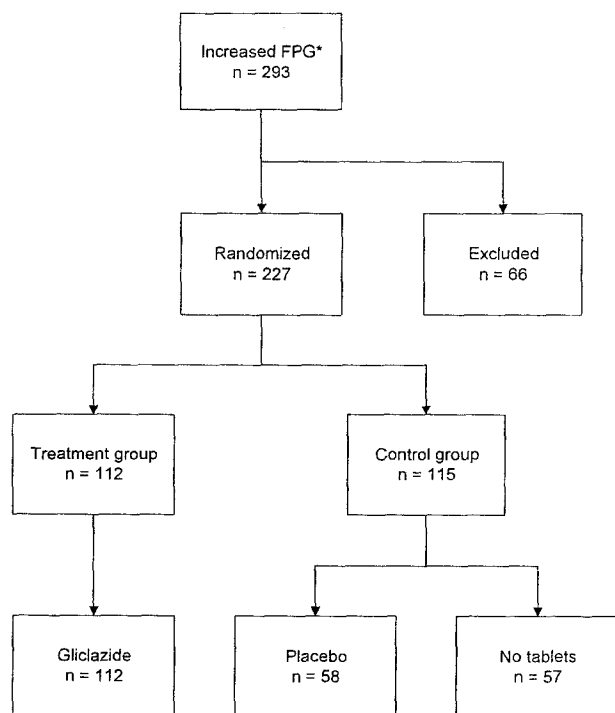 Increased FPG*
n = 293
Randomized
n = 227
Excluded
n = 66
Treatment group
n = 112
Control group
n = 115
Gliclazide
n = 112
Placebo
n = 58
No tablets
n = 57